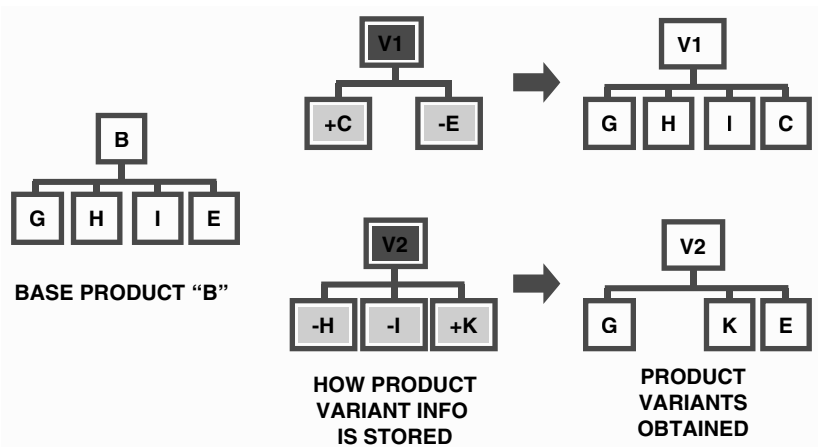 B
G H I E
BASE PRODUCT “B”
V1
+C -E
V2
-H -I +K
HOW PRODUCT
VARIANT INFO
IS STORED
V1
G H I C
V2
G K E
PRODUCT
VARIANTS
OBTAINED